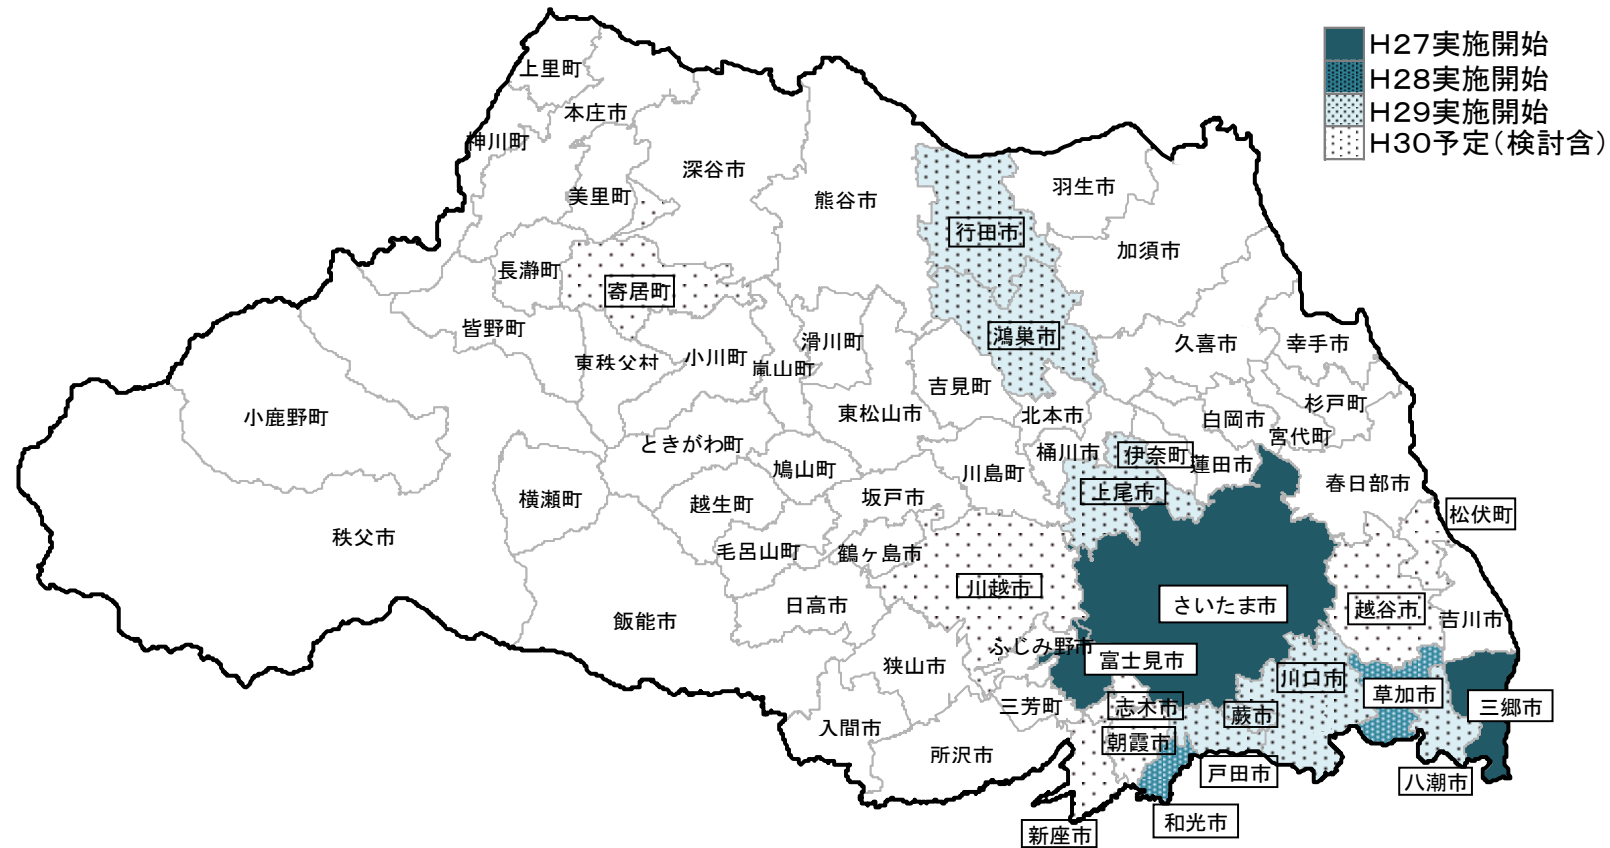 H27実施開始
H28実施開始
H29実施開始
H30予定(検討含)
上里町
本庄市
神川町
深谷市
美里町
熊谷市
羽生市
行田市
加須市
長瀞町
寄居町
皆野町
鴻巣市
滑川町
久喜市
幸手市
東秩父村
小川町
嵐山町
吉見町
小鹿野町
東松山市
北本市
杉戸町
白岡市
宮代町
ときがわ町
桶川市
伊奈町
蓮田市
鳩山町
川島町
春日部市
横瀬町
越生町
坂戸市
上尾市
松伏町
秩父市
毛呂山町
鶴ヶ島市
川越市
日高市
さいたま市
越谷市
飯能市
吉川市
ふじみ野市
狭山市
富士見市
川口市
草加市
三芳町
志木市
蕨市
三郷市
入間市
朝霞市
所沢市
戸田市
八潮市
和光市
新座市